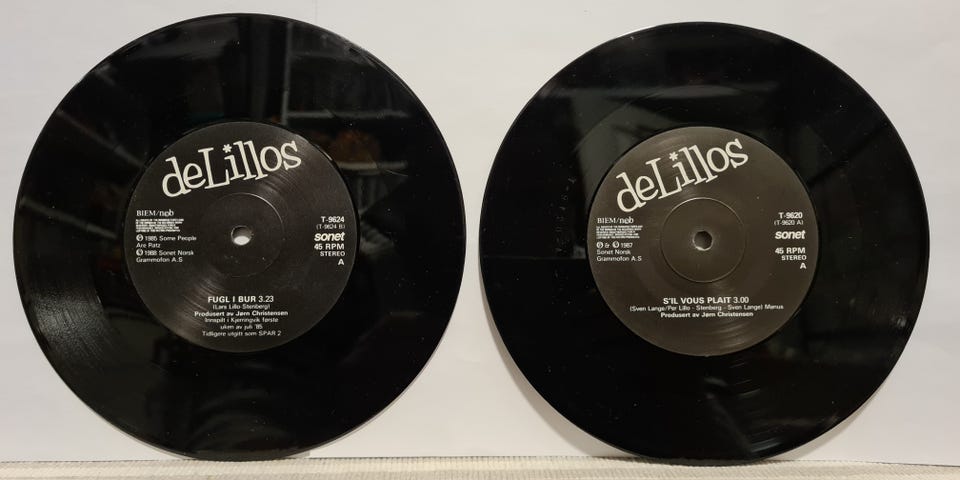 deLillos
BIEM/ncb
T-9624
(T-9624 B)
sonet
45 RPM
STEREO
A
Ⓟ 1985 Some People
Are Patz
Ⓟ 1988 Sonet Norsk
Grammofon A.S
FUGL I BUR 3.23
(Lars Lillo Stenberg)
Produsert av Jørn Christensen
Innspilt i Kjerringvik første
uken av juli '85
Tidligere utgitt som SPAR 2
deLillos
BIEM/ncb
T-9620
(T-9620 A)
sonet
45 RPM
STEREO
A
& Ⓟ 1987
Sonet Norsk
Grammofon A.S
S'IL VOUS PLAIT 3.00
(Sven Lange/Per Lillo - Stenberg - Sven Lange) Manus
Produsert av Jørn Christensen